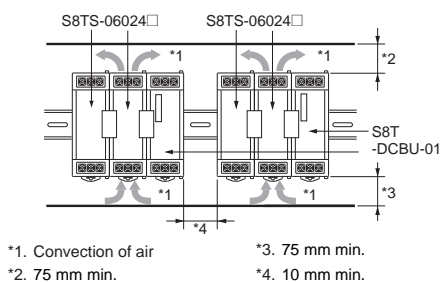 S8TS-06024□ S8TS-06024□
*1 *1
*2
S8T
-DCBU-01
*1 *1
*3
*4
*1. Convection of air
*2. 75 mm min.
*3. 75 mm min.
*4. 10 mm min.